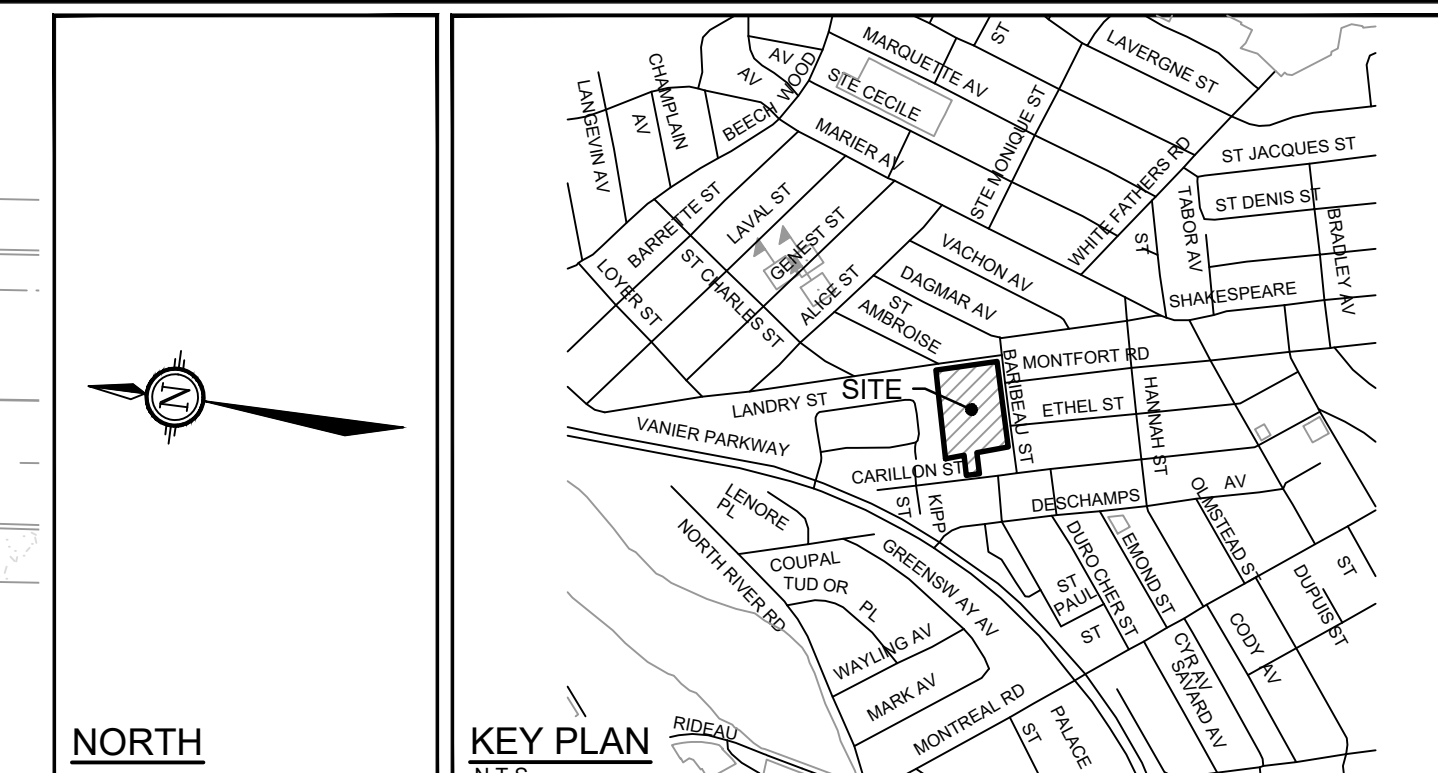 N
NORTH
KEY PLAN
N.T.S.
SITE
LANGEVIN AV
CHAMPLAIN
AV
AV
AV
BEECH WOOD
MARQUETTE AV
ST
LAVERGNE ST
STE CECILE
MARIER AV
STE MONIQUE ST
WHITE FATHERS RD
ST JACQUES ST
ST DENIS ST
TABOR AV
ST
BRADLEY AV
SHAKESPEARE
BARRETTE ST
LAVAL ST
GENEST ST
LOYER ST
ST CHARLES ST
ALICE ST
VACHON AV
DAGMAR AV
ST
AMBROISE
MONTFORT RD
BARIBEAU ST
ETHEL ST
HANNAH ST
LANDRY ST
VANIER PARKWAY
CARILLON ST
ST
KIPP
DESCHAMPS
AV
OLMSTEAD ST
LENORE
PL
NORTH RIVER RD
COUPAL
TUD OR
PL
GREENSW AY AV
WAYLING AV
MARK AV
MONTREAL RD
RIDEAU
DUROCHER ST
EMOND ST
ST
PAUL
ST
CYR AV
SAVARD AV
CODY AV
DUPUIS ST
ST
PALACE
ST